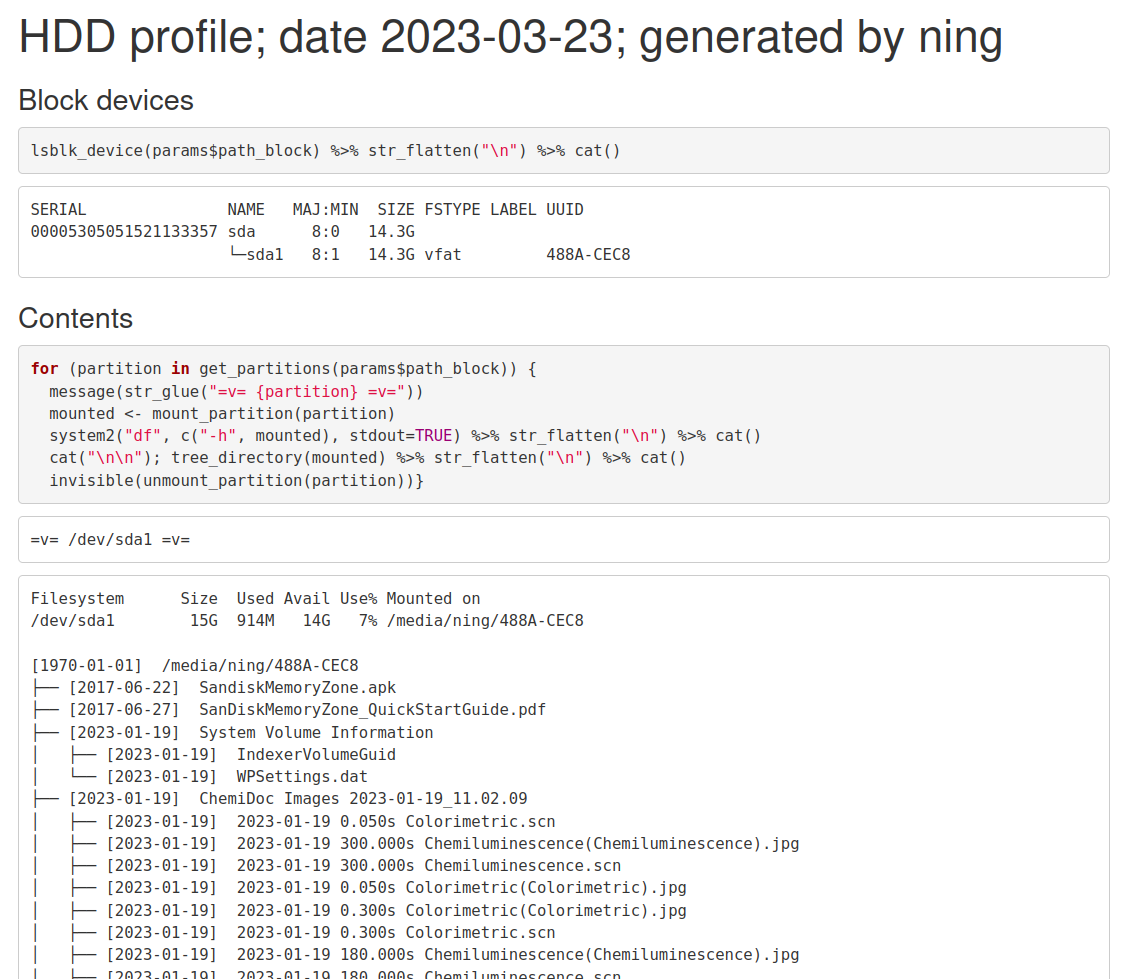 HDD profile; date 2023-03-23; generated by ning
Block devices
lsblk_device(params$path_block) %>% str_flatten("\n") %>% cat()
SERIAL               NAME   MAJ:MIN  SIZE FSTYPE LABEL UUID
00005305051521133357 sda      8:0   14.3G
                     └─sda1   8:1   14.3G vfat         488A-CEC8
Contents
for (partition in get_partitions(params$path_block)) {
  message(str_glue("=v= {partition} =v="))
  mounted <- mount_partition(partition)
  system2("df", c("-h", mounted), stdout=TRUE) %>% str_flatten("\n") %>% cat()
  cat("\n\n"); tree_directory(mounted) %>% str_flatten("\n") %>% cat()
  invisible(unmount_partition(partition))}
=v= /dev/sda1 =v=
Filesystem      Size  Used Avail Use% Mounted on
/dev/sda1        15G  914M   14G   7% /media/ning/488A-CEC8
[1970-01-01]  /media/ning/488A-CEC8
├── [2017-06-22]  SandiskMemoryZone.apk
├── [2017-06-27]  SanDiskMemoryZone_QuickStartGuide.pdf
├── [2023-01-19]  System Volume Information
│   ├── [2023-01-19]  IndexerVolumeGuid
│   └── [2023-01-19]  WPSettings.dat
├── [2023-01-19]  ChemiDoc Images 2023-01-19_11.02.09
│   ├── [2023-01-19]  2023-01-19 0.050s Colorimetric.scn
│   ├── [2023-01-19]  2023-01-19 300.000s Chemiluminescence(Chemiluminescence).jpg
│   ├── [2023-01-19]  2023-01-19 300.000s Chemiluminescence.scn
│   ├── [2023-01-19]  2023-01-19 0.050s Colorimetric(Colorimetric).jpg
│   ├── [2023-01-19]  2023-01-19 0.300s Colorimetric(Colorimetric).jpg
│   ├── [2023-01-19]  2023-01-19 0.300s Colorimetric.scn
│   ├── [2023-01-19]  2023-01-19 180.000s Chemiluminescence(Chemiluminescence).jpg
│   ├── [2023-01-19]  2023-01-19 180.000s Chemiluminescence.scn